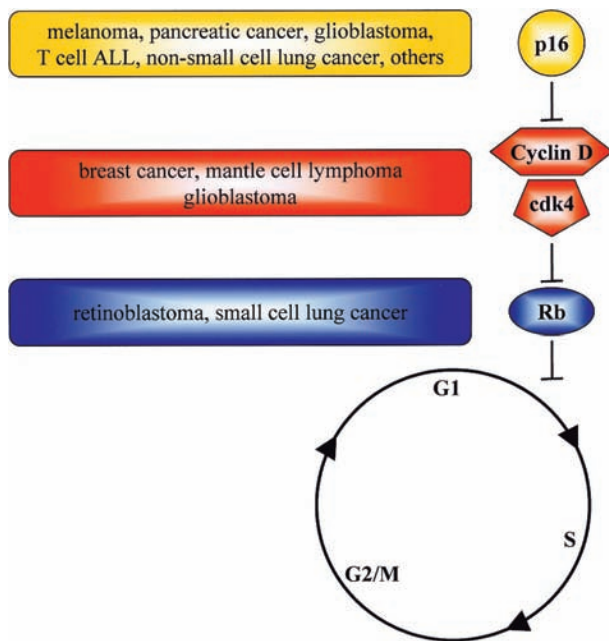 melanoma, pancreatic cancer, glioblastoma,
T cell ALL, non-small cell lung cancer, others
p16
breast cancer, mantle cell lymphoma
glioblastoma
Cyclin D
cdk4
retinoblastoma, small cell lung cancer
Rb
G1
S
G2/M